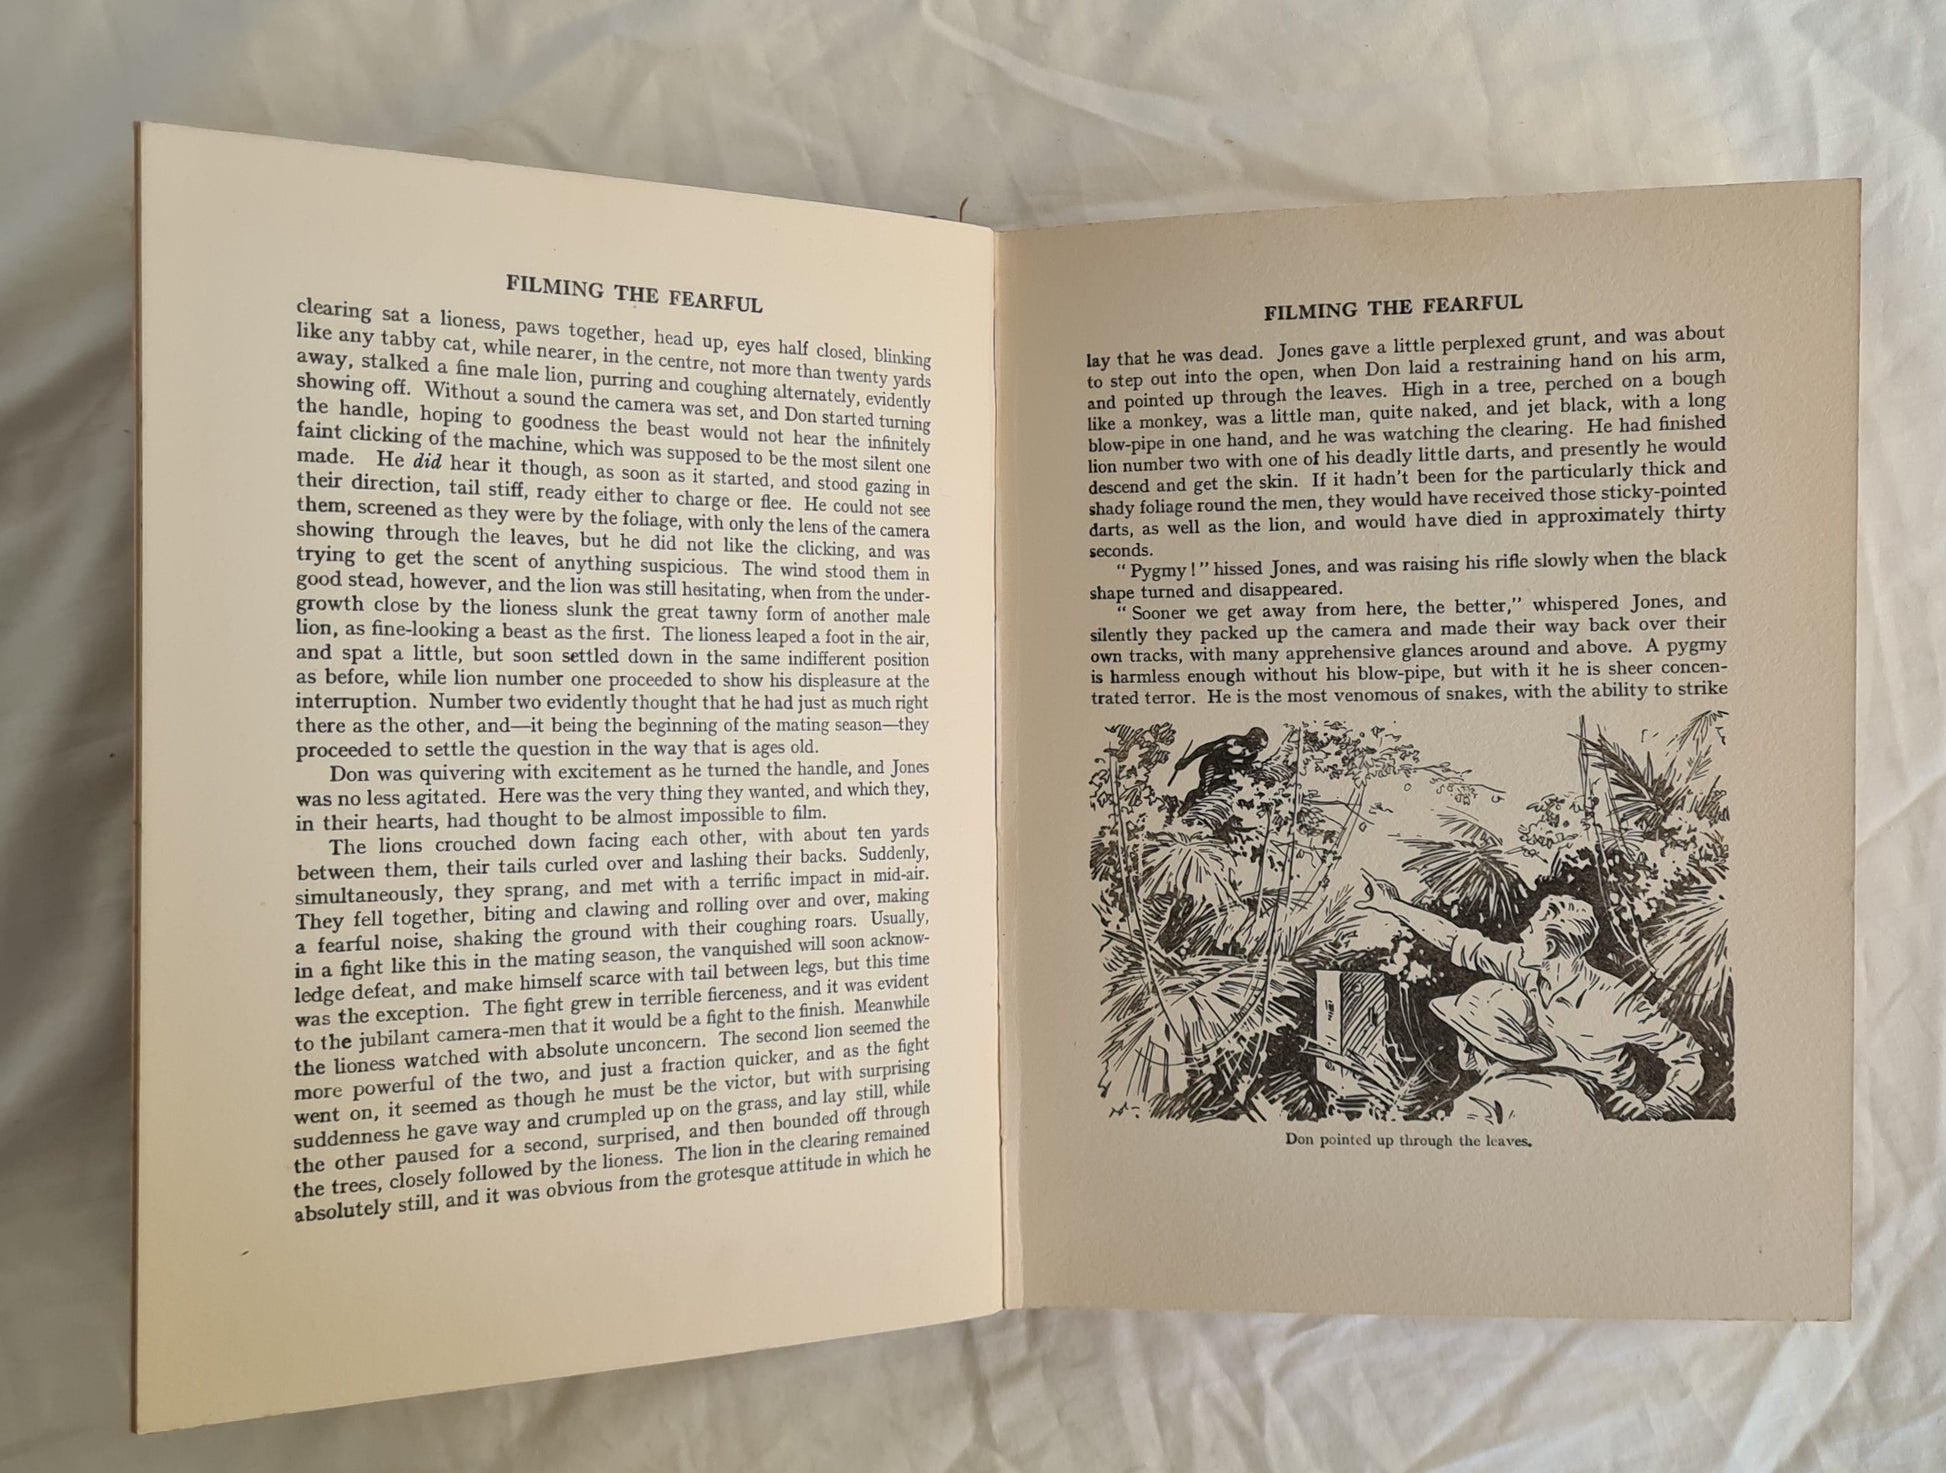 FILMING THE FEARFUL
clearing sat a lioness, paws together, head up, eyes half closed, blinking
like any tabby cat, while nearer, in the centre, not more than twenty yards
away, stalked a fine male lion, purring and coughing alternately, evidently
showing off. Without a sound the camera was set, and Don started turning
the handle, hoping to goodness the beast would not hear the infinitely
faint clicking of the machine, which was supposed to be the most silent one
made. He did hear it though, as soon as it started, and stood gazing in
their direction, tail stiff, ready either to charge or flee. He could not see
them, screened as they were by the foliage, with only the lens of the camera
showing through the leaves, but he did not like the clicking, and was
trying to get the scent of anything suspicious. The wind stood them in
good stead, however, and the lion was still hesitating, when from the under-
growth close by the lioness slunk the great tawny form of another male
lion, as fine-looking a beast as the first. The lioness leaped a foot in the air,
and spat a little, but soon settled down in the same indifferent position
as before, while lion number one proceeded to show his displeasure at the
interruption. Number two evidently thought that he had just as much right
there as the other, and—it being the beginning of the mating season—they
proceeded to settle the question in the way that is ages old.
Don was quivering with excitement as he turned the handle, and Jones
was no less agitated. Here was the very thing they wanted, and which they,
in their hearts, had thought to be almost impossible to film.
The lions crouched down facing each other, with about ten yards
between them, their tails curled over and lashing their backs. Suddenly,
simultaneously, they sprang, and met with a terrific impact in mid-air.
They fell together, biting and clawing and rolling over and over, making
a fearful noise, shaking the ground with their coughing roars. Usually,
in a fight like this in the mating season, the vanquished will soon acknow-
ledge defeat, and make himself scarce with tail between legs, but this time
was the exception. The fight grew in terrible fierceness, and it was evident
to the jubilant camera-men that it would be a fight to the finish. Meanwhile
the lioness watched with absolute unconcern. The second lion seemed the
more powerful of the two, and just a fraction quicker, and as the fight
went on, it seemed as though he must be the victor, but with surprising
suddenness he gave way and crumpled up on the grass, and lay still, while
the other paused for a second, surprised, and then bounded off through
the trees, closely followed by the lioness. The lion in the clearing remained
absolutely still, and it was obvious from the grotesque attitude in which he
FILMING THE FEARFUL
lay that he was dead. Jones gave a little perplexed grunt, and was about
to step out into the open, when Don laid a restraining hand on his arm,
and pointed up through the leaves. High in a tree, perched on a bough
like a monkey, was a little man, quite naked, and jet black, with a long
blow-pipe in one hand, and he was watching the clearing. He had finished
lion number two with one of his deadly little darts, and presently he would
descend and get the skin. If it hadn't been for the particularly thick and
shady foliage round the men, they would have received those sticky-pointed
darts, as well as the lion, and would have died in approximately thirty
seconds.
" Pygmy ! " hissed Jones, and was raising his rifle slowly when the black
shape turned and disappeared.
" Sooner we get away from here, the better," whispered Jones, and
silently they packed up the camera and made their way back over their
own tracks, with many apprehensive glances around and above. A pygmy
is harmless enough without his blow-pipe, but with it he is sheer concen-
trated terror. He is the most venomous of snakes, with the ability to strike
Don pointed up through the leaves.